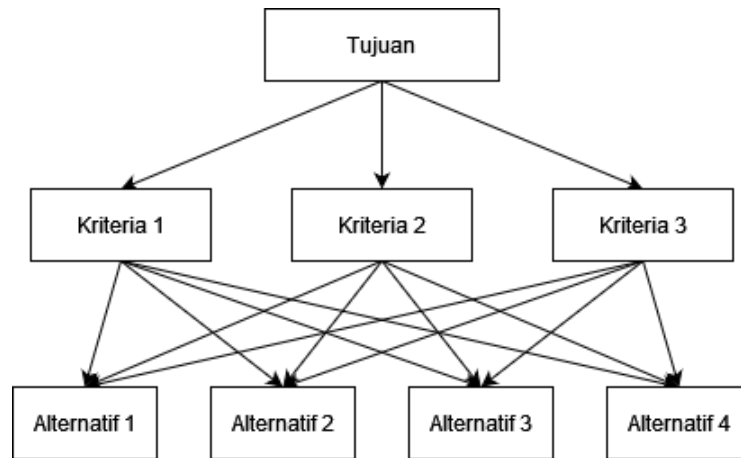 Tujuan
Kriteria 1
Kriteria 2
Kriteria 3
Alternatif 1
Alternatif 2
Alternatif 3
Alternatif 4